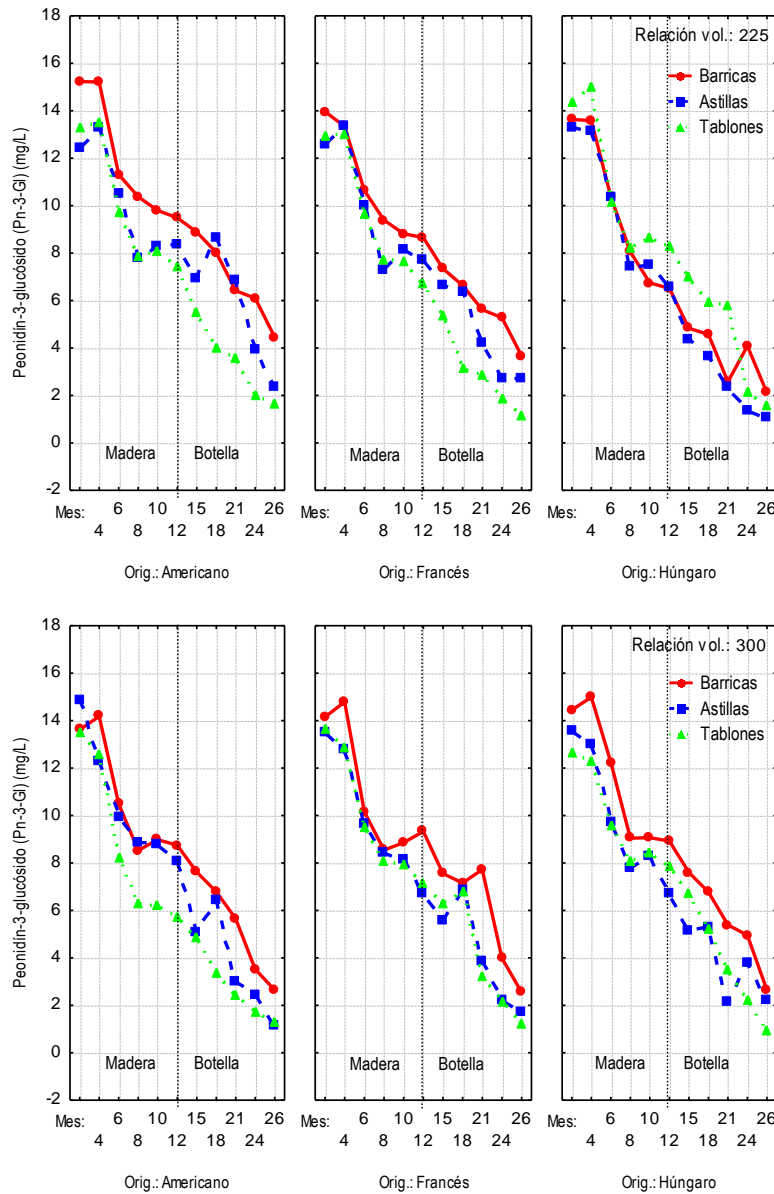 Peonidin-3-glucósido (Pn-3-Gl) (mg/L)
18
16
14
12
10
8
6
4
2
0
-2
Relación vol.: 225
Barricas
Astillas
Tablones
Madera Botella
Madera Botella
Madera Botella
Mes: 6 10 15 21 26
4 8 12 18 24
Mes: 6 10 15 21 26
4 8 12 18 24
Mes: 6 10 15 21 26
4 8 12 18 24
Orig.: Americano
Orig.: Francés
Orig.: Húngaro
Peonidin-3-glucósido (Pn-3-Gl) (mg/L)
18
16
14
12
10
8
6
4
2
0
-2
Relación vol.: 300
Barricas
Astillas
Tablones
Madera Botella
Madera Botella
Madera Botella
Mes: 6 10 15 21 26
4 8 12 18 24
Mes: 6 10 15 21 26
4 8 12 18 24
Mes: 6 10 15 21 26
4 8 12 18 24
Orig.: Americano
Orig.: Francés
Orig.: Húngaro